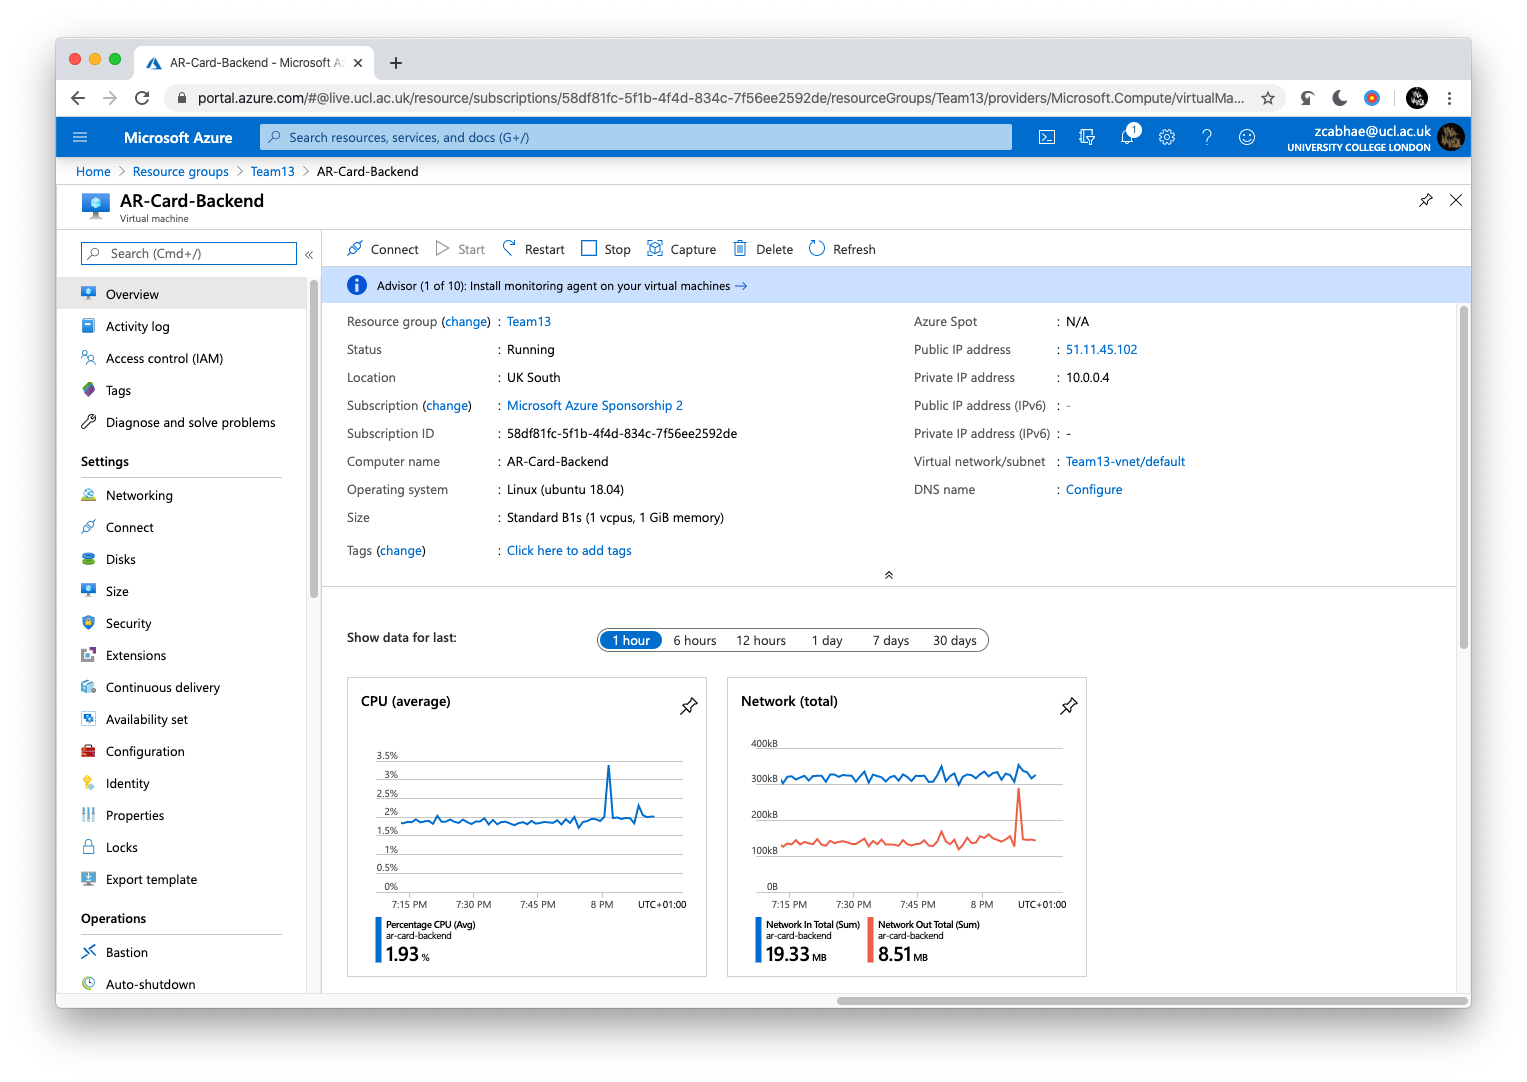 AR-Card-Backend - Microsoft A
portal.azure.com/#@live.ucl.ac.uk/resource/subscriptions/58df81fc-5f1b-4f4d-834c-7f56ee2592de/resourceGroups/Team13/providers/Microsoft.Compute/virtualMa...
Microsoft Azure
Search resources, services, and docs (G+/)
1
zcabhae@ucl.ac.uk
UNIVERSITY COLLEGE LONDON
Home > Resource groups > Team13 > AR-Card-Backend
AR-Card-Backend
Virtual machine
Search (Cmd+/)
«
Overview
Activity log
Access control (IAM)
Tags
Diagnose and solve problems
Settings
Networking
Connect
Disks
Size
Security
Extensions
Continuous delivery
Availability set
Configuration
Identity
Properties
Locks
Export template
Operations
Bastion
Auto-shutdown
Connect Start Restart Stop Capture Delete Refresh
Advisor (1 of 10): Install monitoring agent on your virtual machines →
Resource group (change) : Team13
Status : Running
Location : UK South
Subscription (change) : Microsoft Azure Sponsorship 2
Subscription ID : 58df81fc-5f1b-4f4d-834c-7f56ee2592de
Computer name : AR-Card-Backend
Operating system : Linux (ubuntu 18.04)
Size : Standard B1s (1 vcpus, 1 GiB memory)
Tags (change) : Click here to add tags
Azure Spot : N/A
Public IP address : 51.11.45.102
Private IP address : 10.0.0.4
Public IP address (IPv6) : -
Private IP address (IPv6) : -
Virtual network/subnet : Team13-vnet/default
DNS name : Configure
Show data for last:
1 hour 6 hours 12 hours 1 day 7 days 30 days
CPU (average)
3.5%
3%
2.5%
2%
1.5%
1%
0.5%
0%
7:15 PM 7:30 PM 7:45 PM 8 PM UTC+01:00
Percentage CPU (Avg)
ar-card-backend
1.93 %
Network (total)
400kB
300kB
200kB
100kB
0B
7:15 PM 7:30 PM 7:45 PM 8 PM UTC+01:00
Network In Total (Sum)
ar-card-backend
19.33 MB
Network Out Total (Sum)
ar-card-backend
8.51 MB